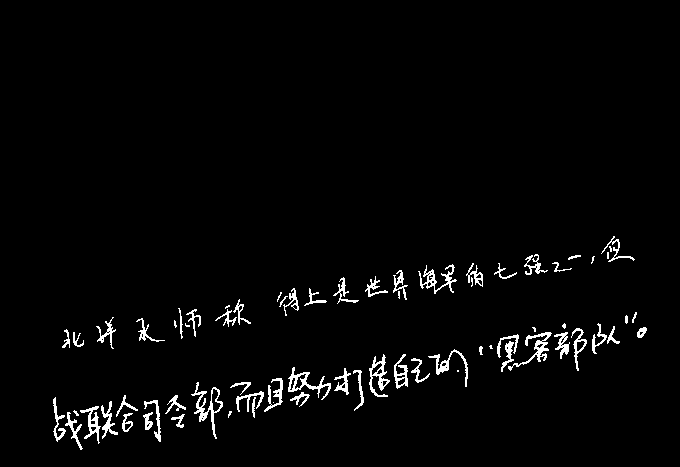 北洋水师称得上是世界海军的七强之一,但
战联合司令部,而且努力打造自己的“黑客部队”。